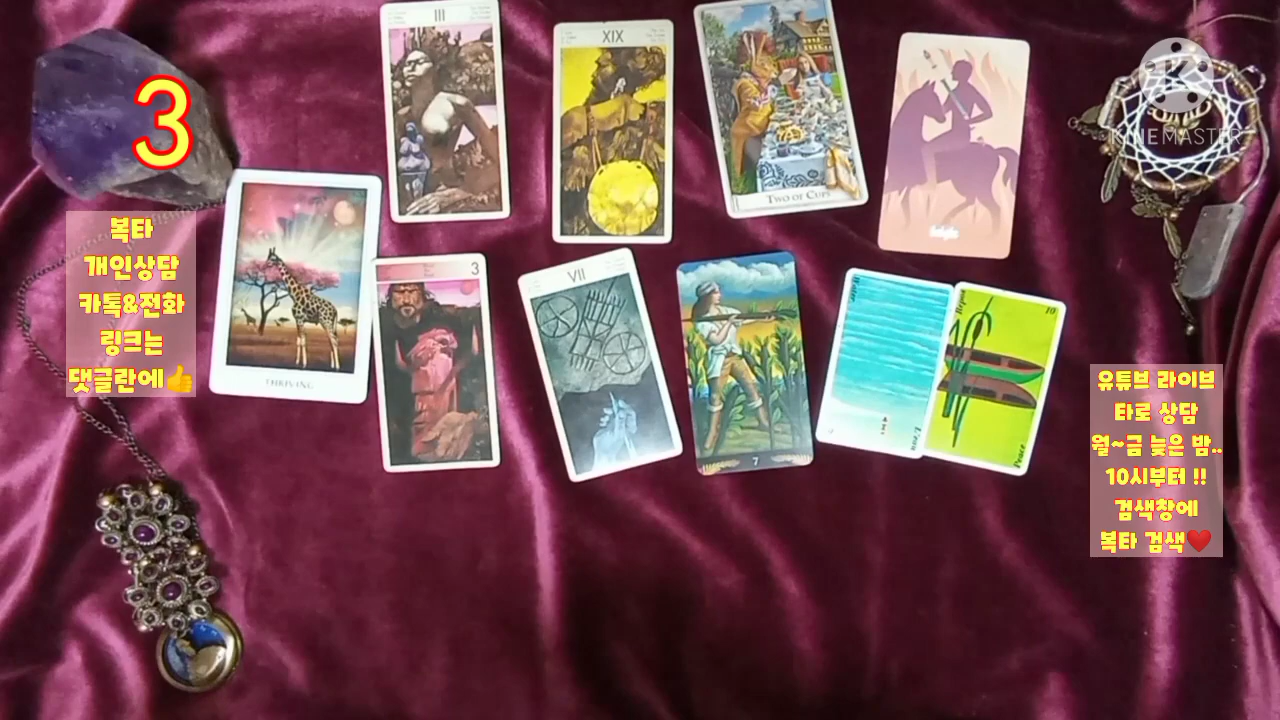 3
복타
개인상담
카톡&전화
링크는
댓글란에👍
III
XIX
TWO OF CUPS
KINEMASTER
THRIVING
3
VII
7
10
Peace
유튜브 라이브
타로 상담
월~금 늦은 밤..
10시부터 !!
검색창에
복타 검색♥